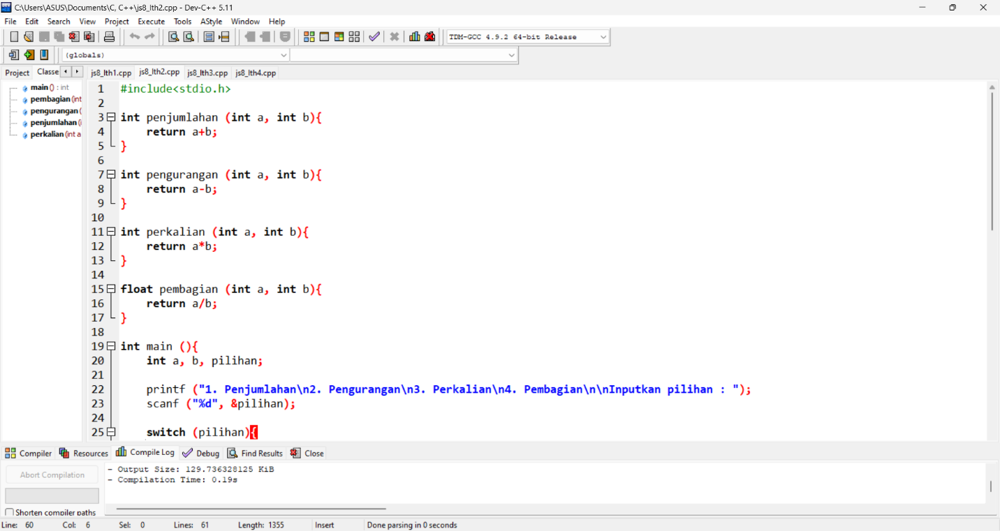 C:\Users\ASUS\Documents\C, C++\js8_lth2.cpp - Dev-C++ 5.11
File Edit Search View Project Execute Tools AStyle Window Help
TDM-GCC 4.9.2 64-bit Release
(globals)
Project Classe js8_lth1.cpp js8_lth2.cpp js8_lth3.cpp js8_lth4.cpp
main () : int
pembagian (int
pengurangan (
penjumlahan (i
perkalian (int a
1 #include<stdio.h>
2
3 int penjumlahan (int a, int b){
4     return a+b;
5 }
6
7 int pengurangan (int a, int b){
8     return a-b;
9 }
10
11 int perkalian (int a, int b){
12     return a*b;
13 }
14
15 float pembagian (int a, int b){
16     return a/b;
17 }
18
19 int main (){
20     int a, b, pilihan;
21
22     printf ("1. Penjumlahan\n2. Pengurangan\n3. Perkalian\n4. Pembagian\n\nInputkan pilihan : ");
23     scanf ("%d", &pilihan);
24
25     switch (pilihan){
Compiler Resources Compile Log Debug Find Results Close
Abort Compilation
- Output Size: 129.736328125 KiB
- Compilation Time: 0.19s
Shorten compiler paths
Line: 60 Col: 6 Sel: 0 Lines: 61 Length: 1355 Insert Done parsing in 0 seconds